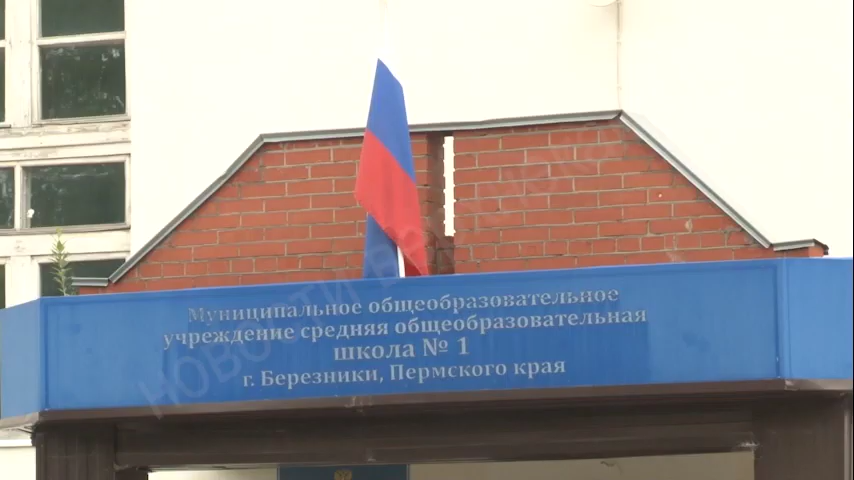 Муниципальное общеобразовательное
учреждение средняя общеобразовательная
школа № 1
г. Березники, Пермского края